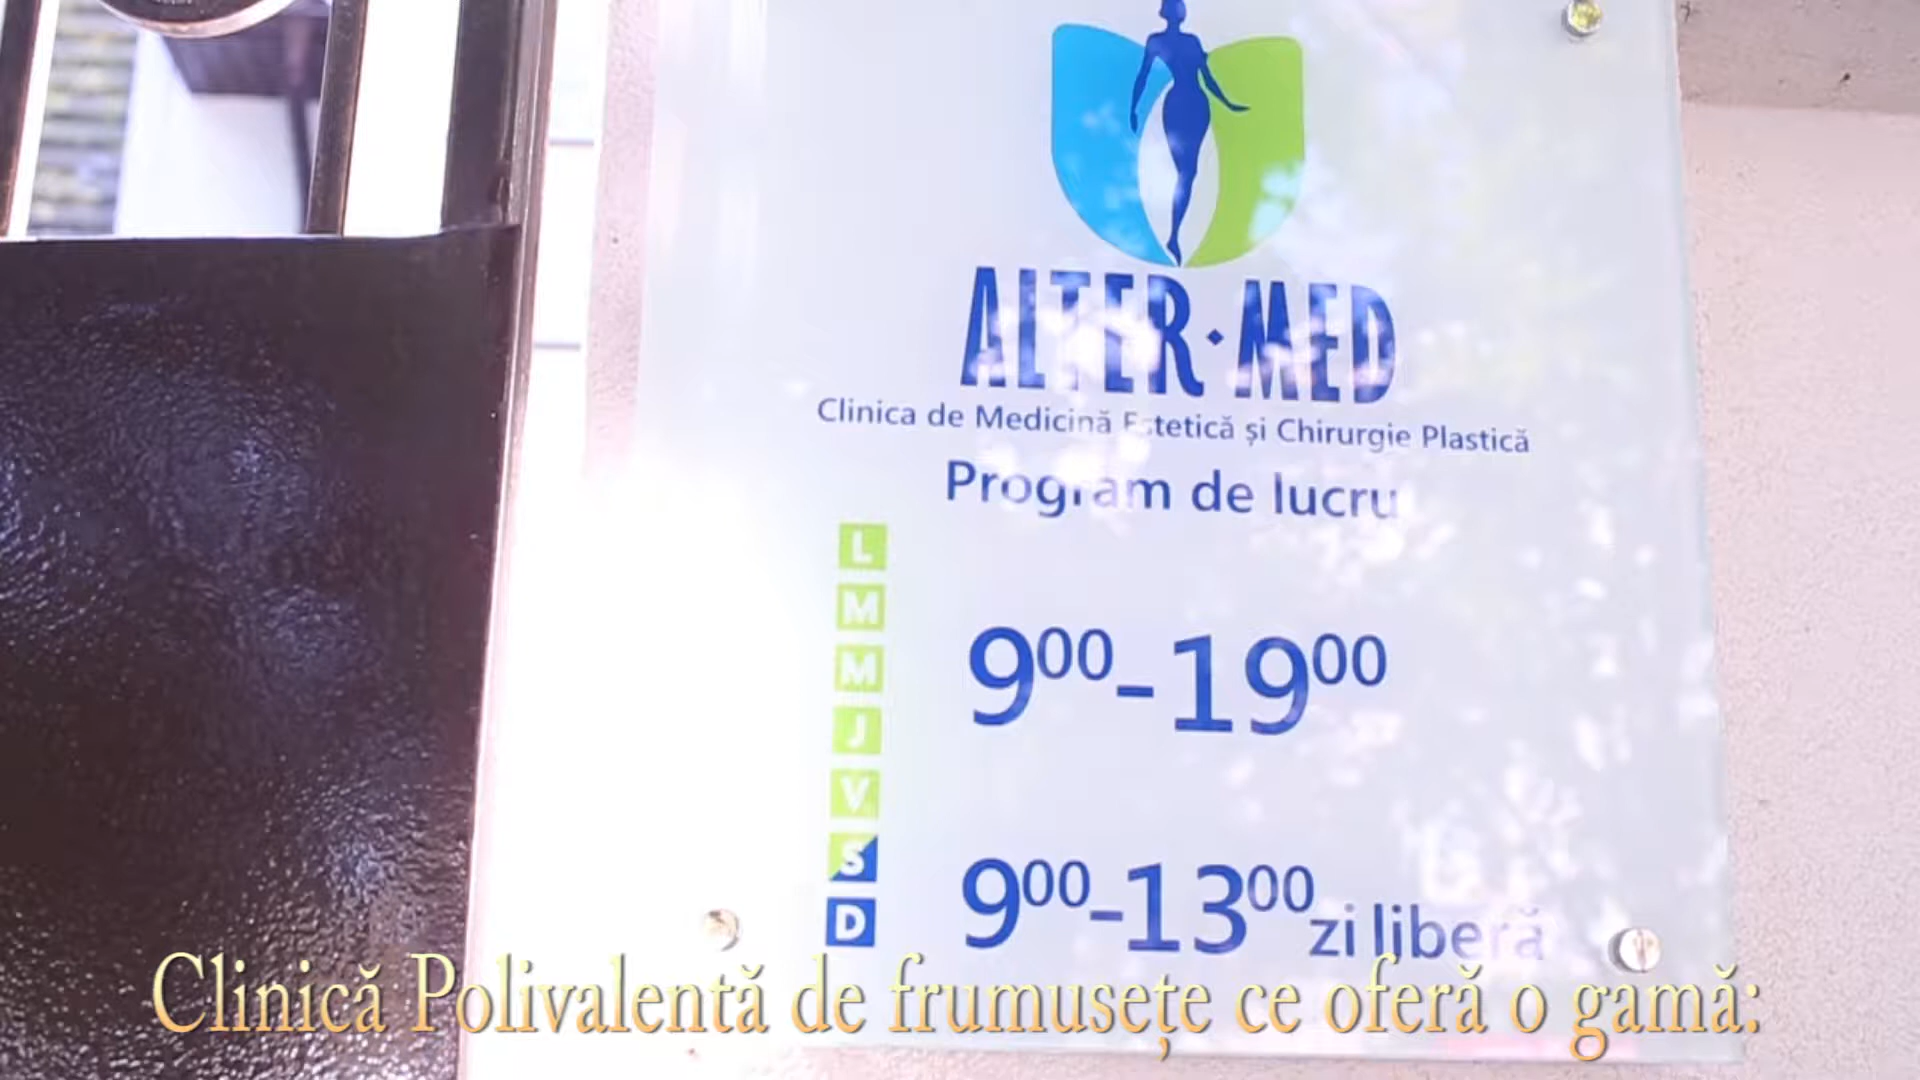 ALTER·MED
Clinica de Medicină Estetică și Chirurgie Plastică
Program de lucru
L
M
M
J
V
S
D
9⁰⁰-19⁰⁰
9⁰⁰-13⁰⁰ zi liberă
Clinică Polivalentă de frumusețe ce oferă o gamă: